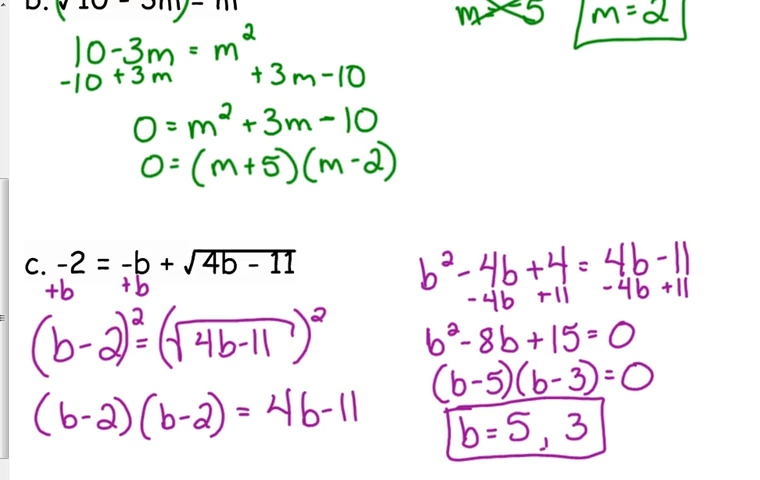 b. (√10 - 3m) = m
10-3m = m²
-10 +3m +3m-10
0 = m² + 3m - 10
0 = (m+5)(m-2)
m = -5
m = 2
c. -2 = -b + √4b - 11
+b +b
(b-2)² = (√4b-11)²
(b-2)(b-2) = 4b-11
b² - 4b + 4 = 4b - 11
-4b +11 -4b +11
b² - 8b + 15 = 0
(b-5)(b-3) = 0
b = 5, 3